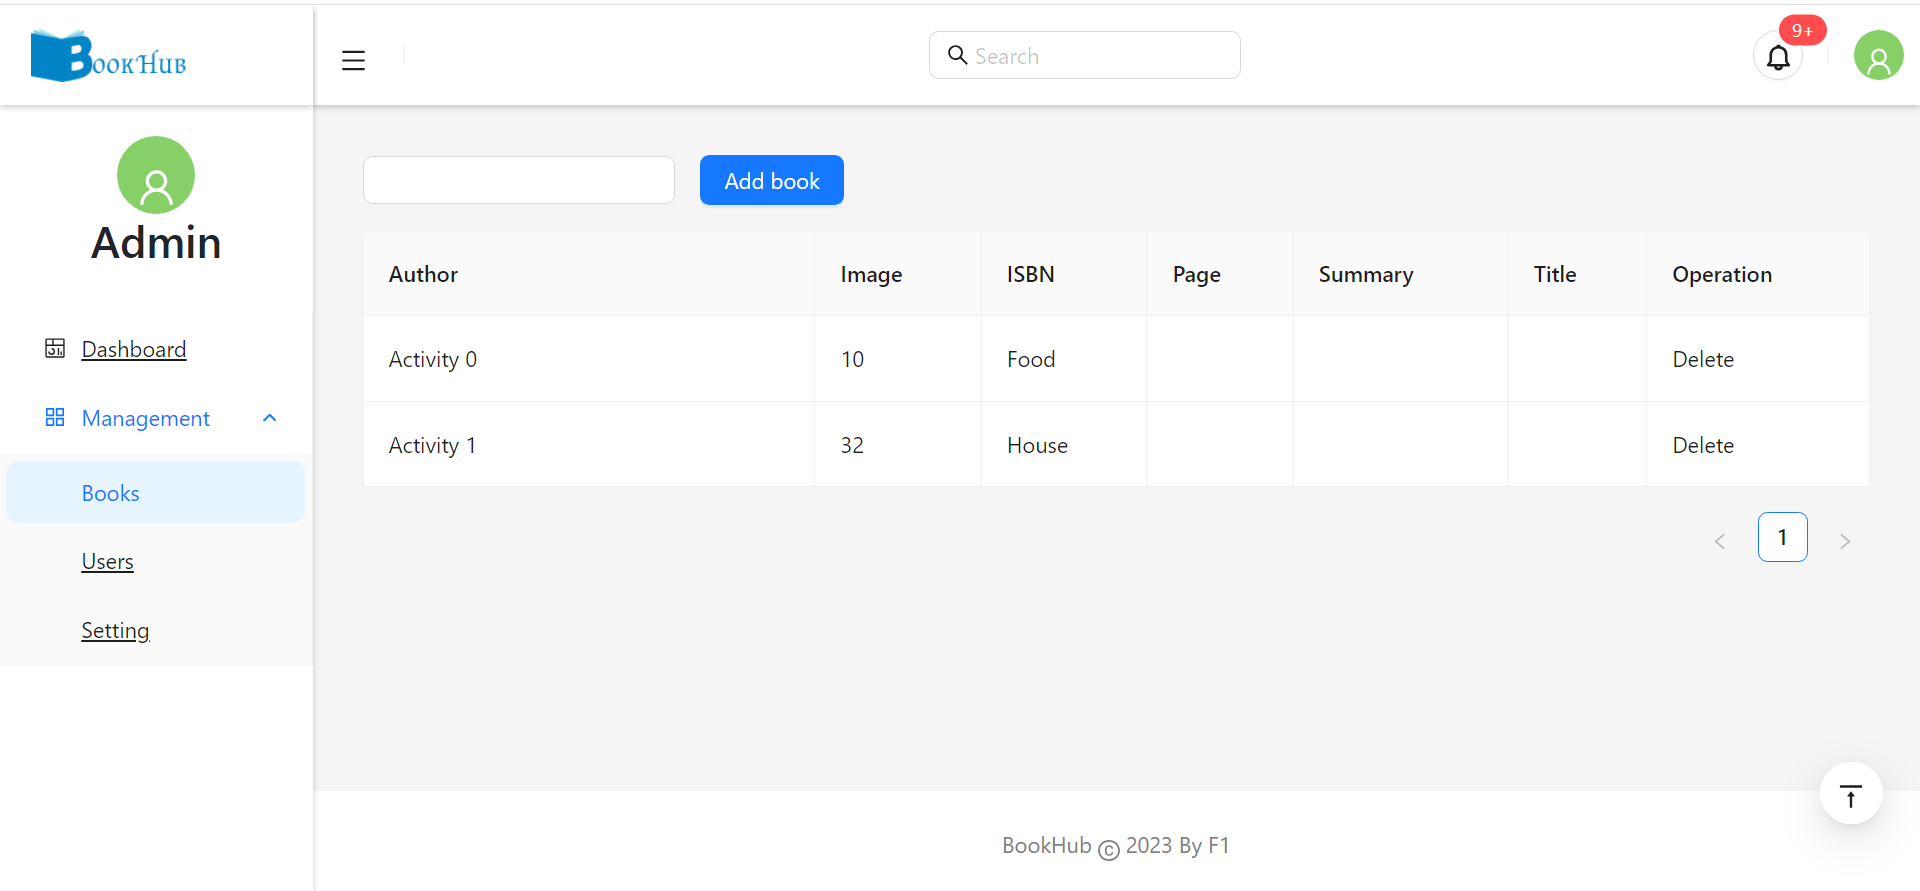 BookHub
Search
9+
Admin
Dashboard
Management
Books
Users
Setting
Add book
Author Image ISBN Page Summary Title Operation
Activity 0 10 Food Delete
Activity 1 32 House Delete
1
BookHub © 2023 By F1